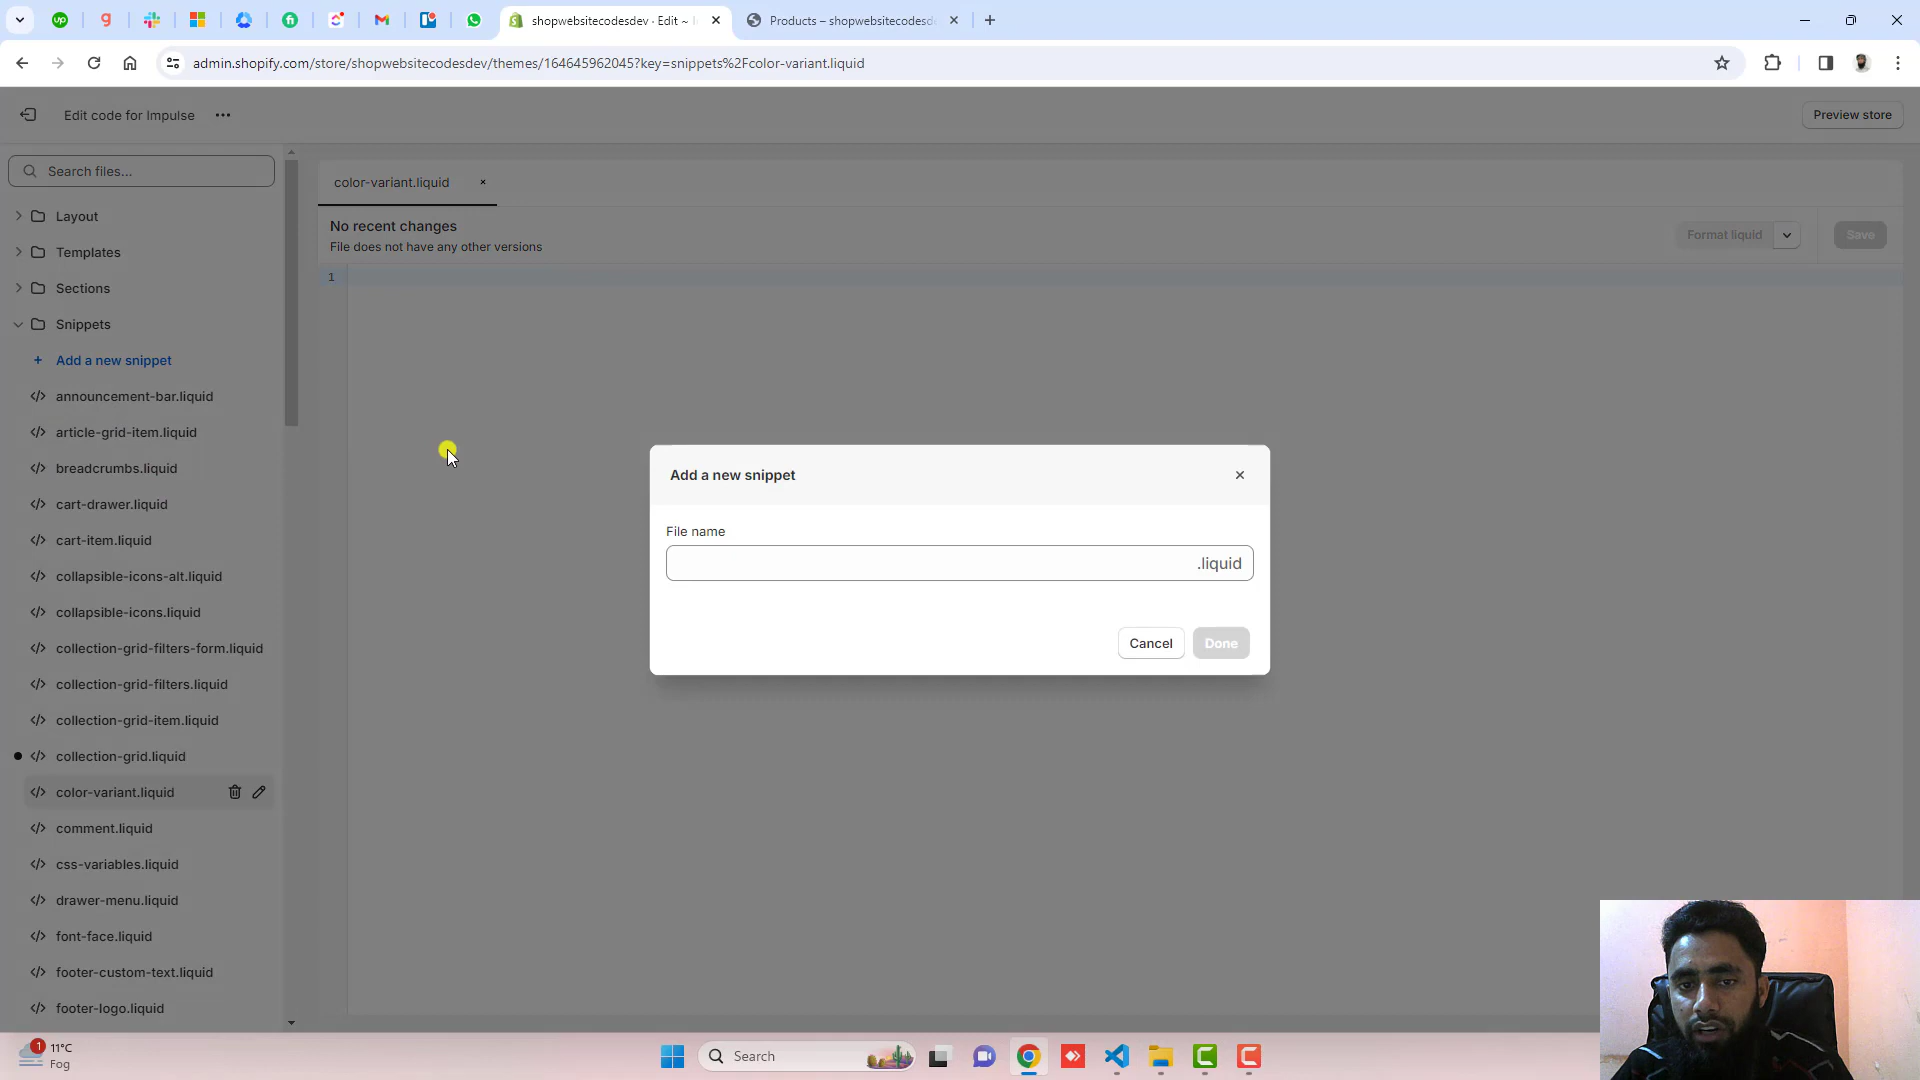 shopwebsitecodesdev · Edit ~
Products – shopwebsitecodesd
admin.shopify.com/store/shopwebsitecodesdev/themes/164645962045?key=snippets%2Fcolor-variant.liquid
Edit code for Impulse
Preview store
Search files...
Layout
Templates
Sections
Snippets
Add a new snippet
announcement-bar.liquid
article-grid-item.liquid
breadcrumbs.liquid
cart-drawer.liquid
cart-item.liquid
collapsible-icons-alt.liquid
collapsible-icons.liquid
collection-grid-filters-form.liquid
collection-grid-filters.liquid
collection-grid-item.liquid
collection-grid.liquid
color-variant.liquid
comment.liquid
css-variables.liquid
drawer-menu.liquid
font-face.liquid
footer-custom-text.liquid
footer-logo.liquid
color-variant.liquid
No recent changes
File does not have any other versions
Format liquid
Save
1
Add a new snippet
File name
.liquid
Cancel
Done
1
11°C
Fog
Search
up
g
fi